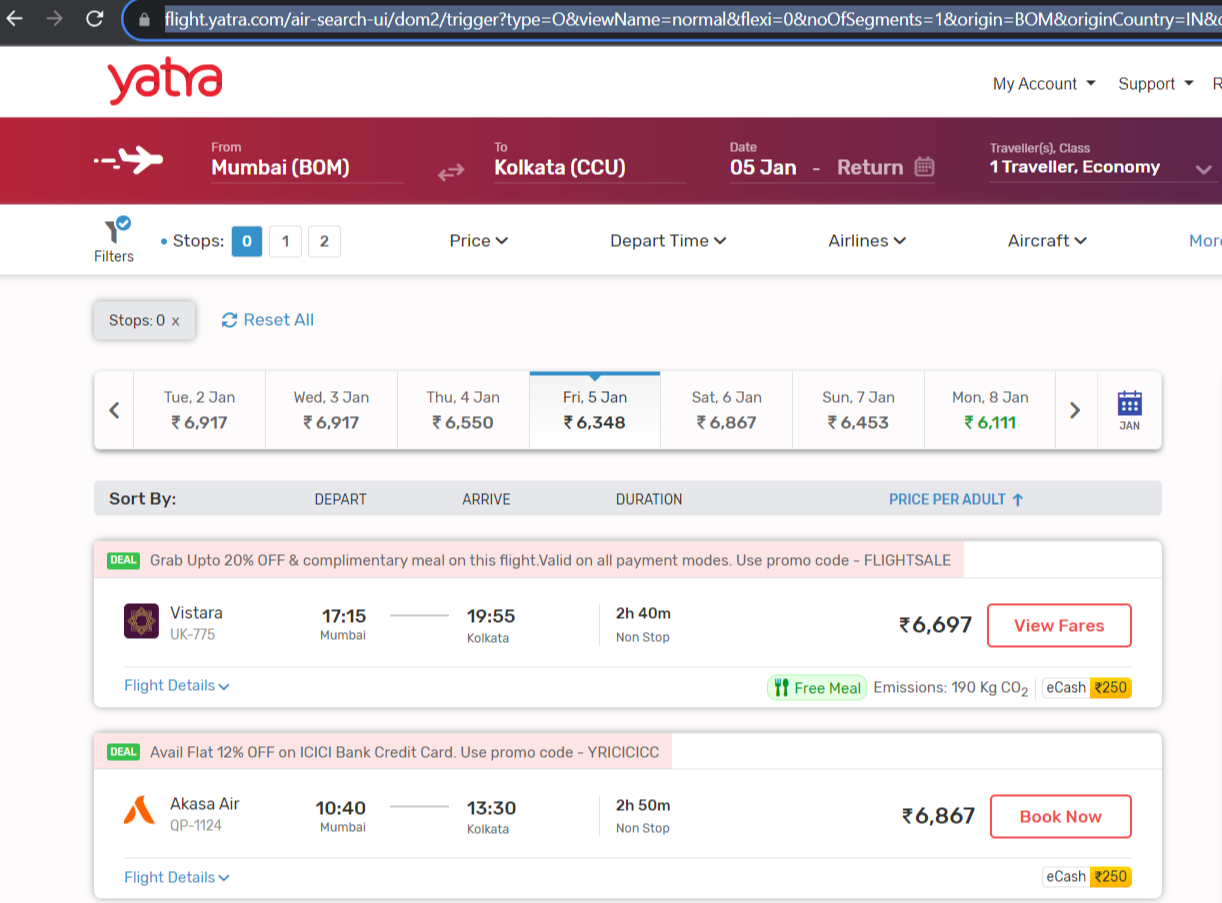 flight.yatra.com/air-search-ui/dom2/trigger?type=O&viewName=normal&flexi=0&noOfSegments=1&origin=BOM&originCountry=IN&
yatra
My Account Support R
From To Date Traveller(s), Class
Mumbai (BOM) Kolkata (CCU) 05 Jan - Return 1 Traveller, Economy
Filters
Stops: 0 1 2 Price Depart Time Airlines Aircraft More
Stops: 0 x Reset All
Tue, 2 Jan Wed, 3 Jan Thu, 4 Jan Fri, 5 Jan Sat, 6 Jan Sun, 7 Jan Mon, 8 Jan
₹ 6,917 ₹ 6,917 ₹ 6,550 ₹ 6,348 ₹ 6,867 ₹ 6,453 ₹ 6,111 JAN
Sort By: DEPART ARRIVE DURATION PRICE PER ADULT
DEAL Grab Upto 20% OFF & complimentary meal on this flight.Valid on all payment modes. Use promo code - FLIGHTSALE
Vistara 17:15 19:55 2h 40m ₹6,697 View Fares
UK-775 Mumbai Kolkata Non Stop
Flight Details Free Meal Emissions: 190 Kg CO2 eCash ₹250
DEAL Avail Flat 12% OFF on ICICI Bank Credit Card. Use promo code - YRICICICC
Akasa Air 10:40 13:30 2h 50m ₹6,867 Book Now
QP-1124 Mumbai Kolkata Non Stop
Flight Details eCash ₹250